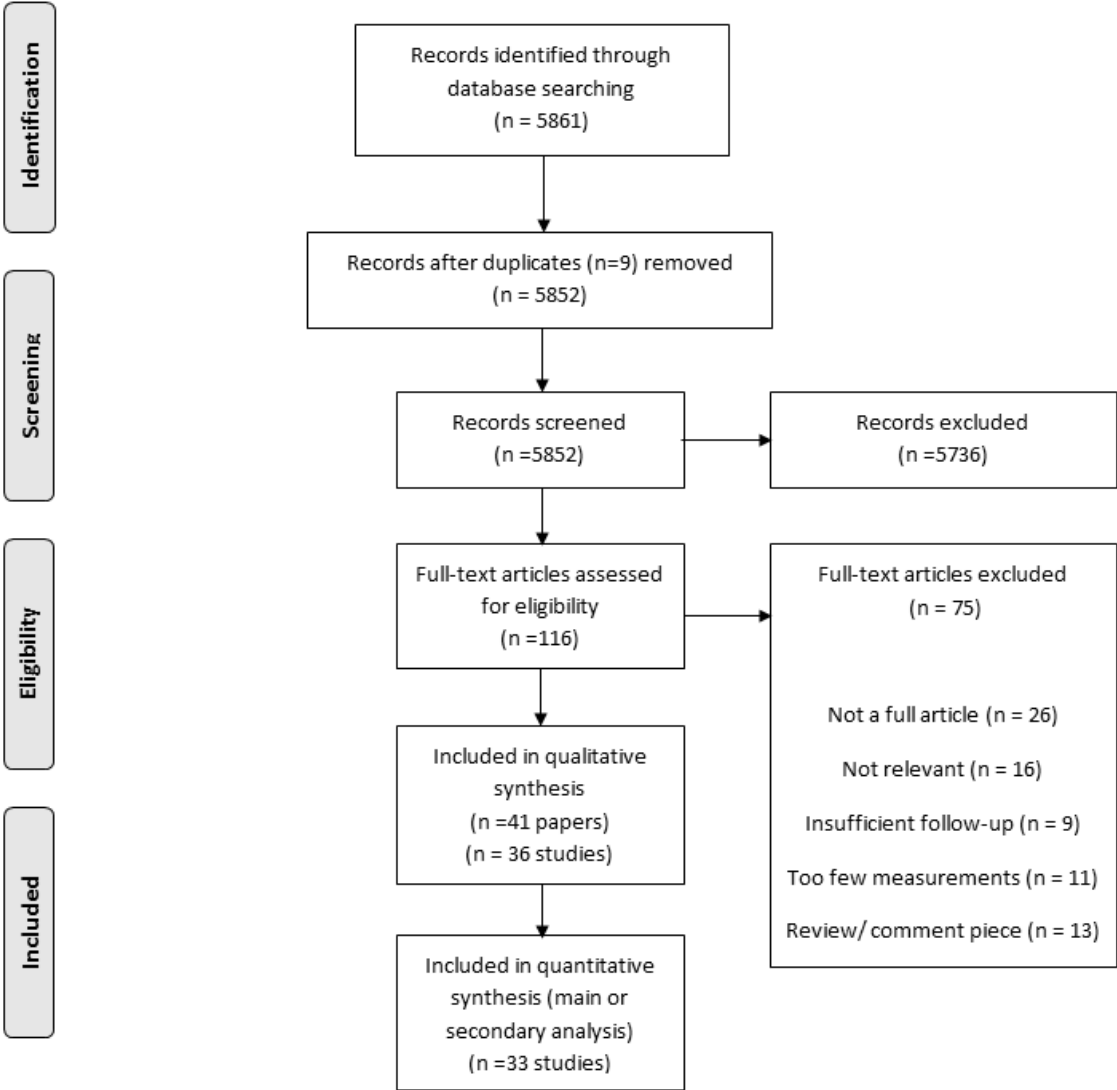 Identification
Records identified through
database searching
(n = 5861)
Records after duplicates (n=9) removed
(n = 5852)
Screening
Records screened
(n =5852)
Records excluded
(n =5736)
Eligibility
Full-text articles assessed
for eligibility
(n =116)
Full-text articles excluded
(n = 75)
Not a full article (n = 26)
Not relevant (n = 16)
Insufficient follow-up (n = 9)
Too few measurements (n = 11)
Review/ comment piece (n = 13)
Included in qualitative
synthesis
(n =41 papers)
(n = 36 studies)
Included
Included in quantitative
synthesis (main or
secondary analysis)
(n =33 studies)